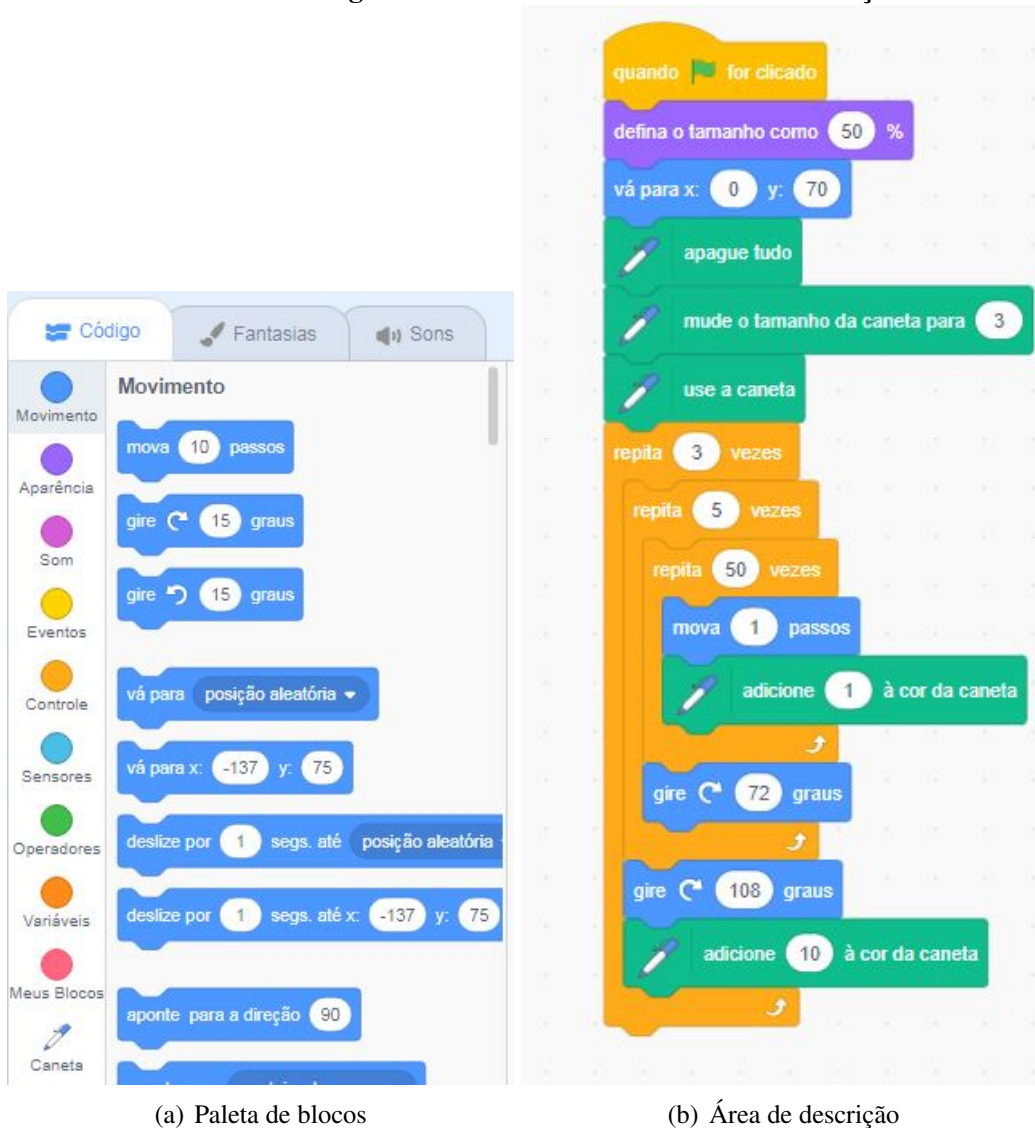 Código
Fantasias
Sons
Movimento
Aparência
Som
Eventos
Controle
Sensores
Operadores
Variáveis
Meus Blocos
Caneta
Movimento
mova 10 passos
gire 15 graus
gire 15 graus
vá para posição aleatória
vá para x: -137 y: 75
deslize por 1 segs. até posição aleatória
deslize por 1 segs. até x: -137 y: 75
aponte para a direção 90
(a) Paleta de blocos
quando for clicado
defina o tamanho como 50 %
vá para x: 0 y: 70
apague tudo
mude o tamanho da caneta para 3
use a caneta
repita 3 vezes
repita 5 vezes
repita 50 vezes
mova 1 passos
adicione 1 à cor da caneta
gire 72 graus
gire 108 graus
adicione 10 à cor da caneta
(b) Área de descrição